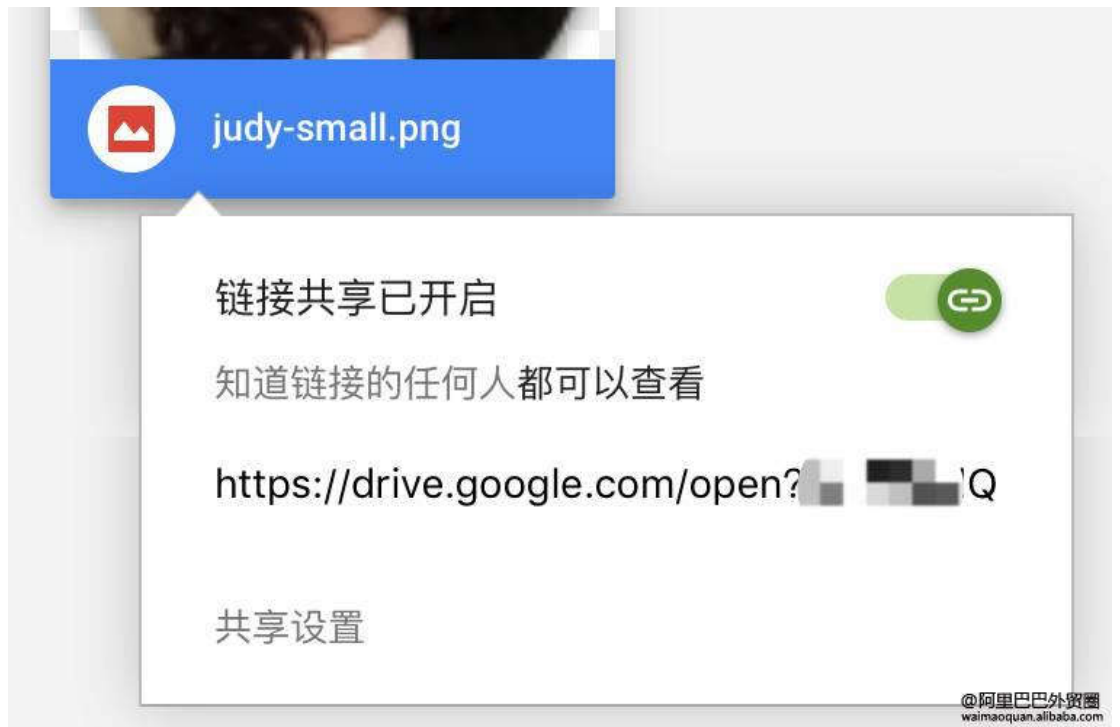 judy-small.png
链接共享已开启
知道链接的任何人都可以查看
https://drive.google.com/open?
共享设置
@阿里巴巴外贸圈
waimaoquan.alibaba.com